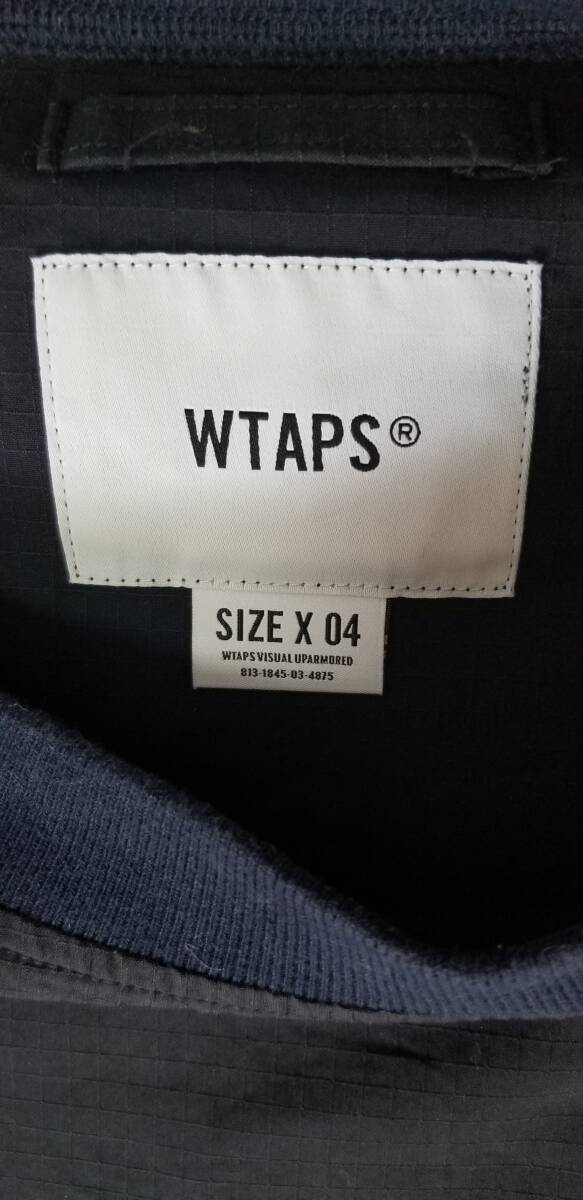 WTAPS®
SIZE X 04
WTAPS VISUAL UPARMORED
813-1845-03-4875